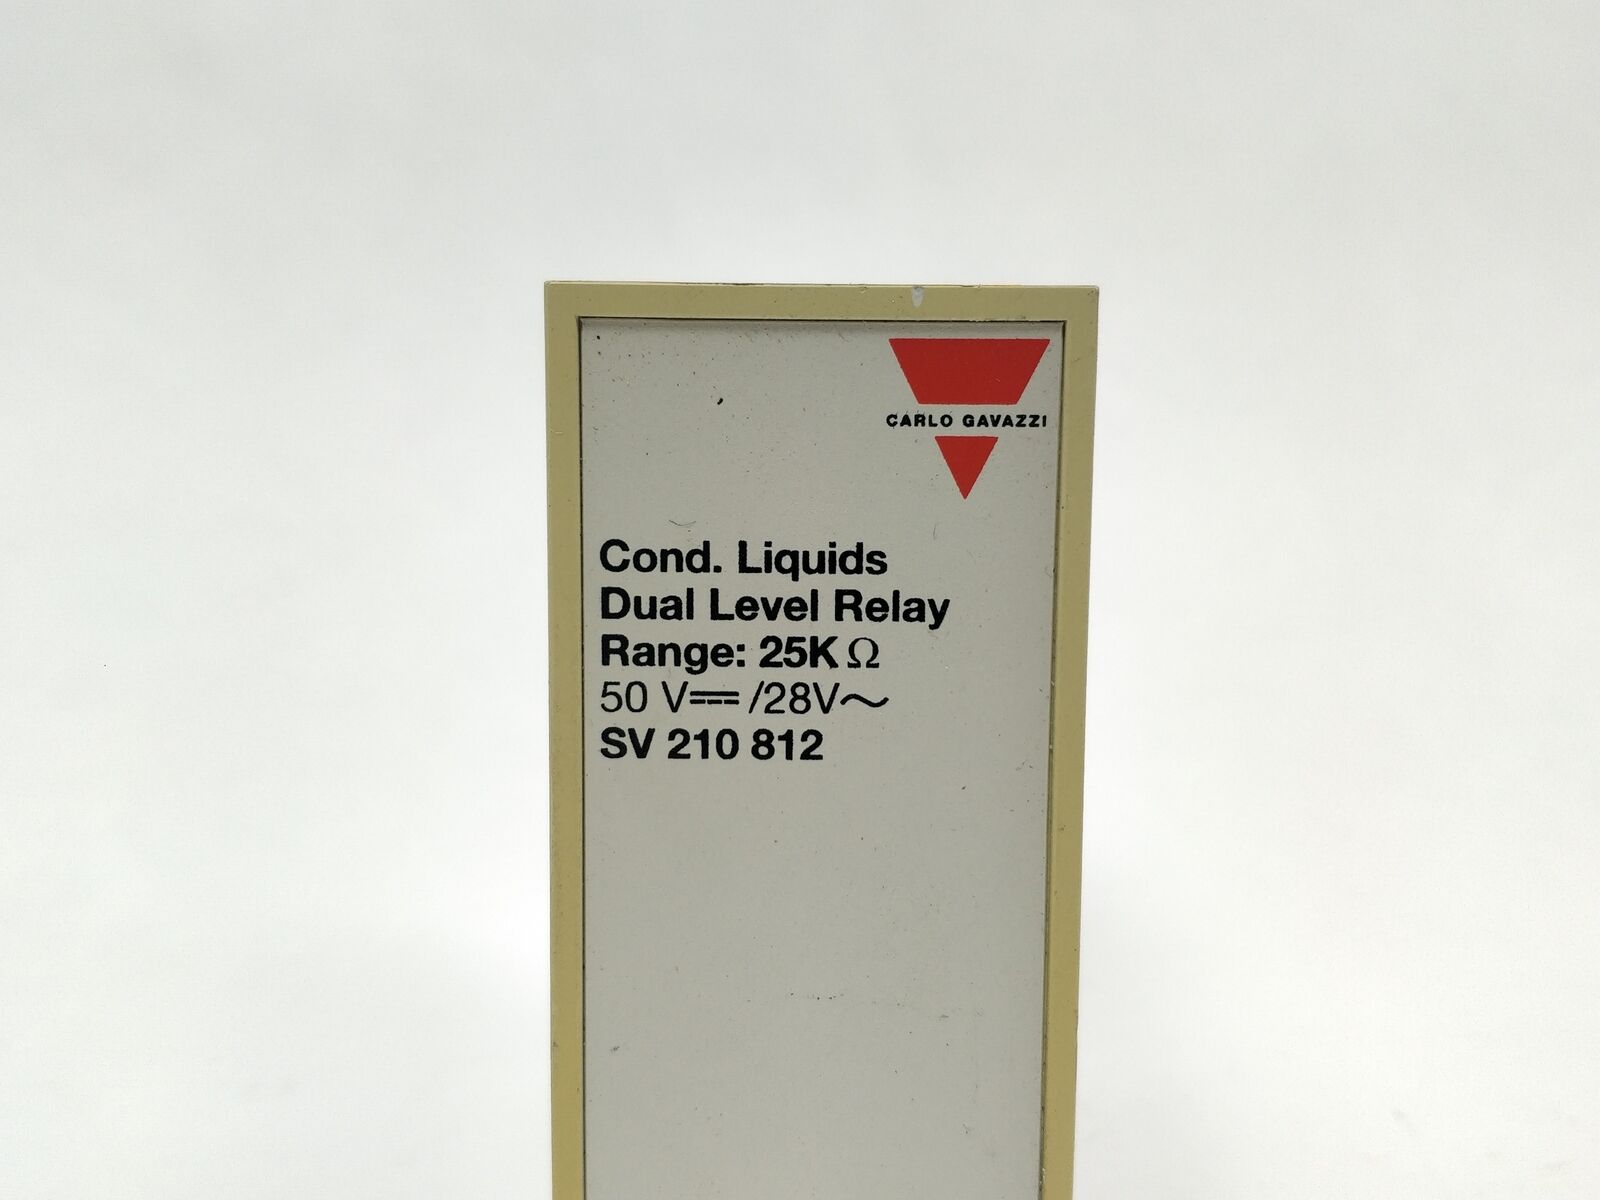 CARLO GAVAZZI
Cond. Liquids
Dual Level Relay
Range: 25K Ω
50 V⎓ /28V∼
SV 210 812